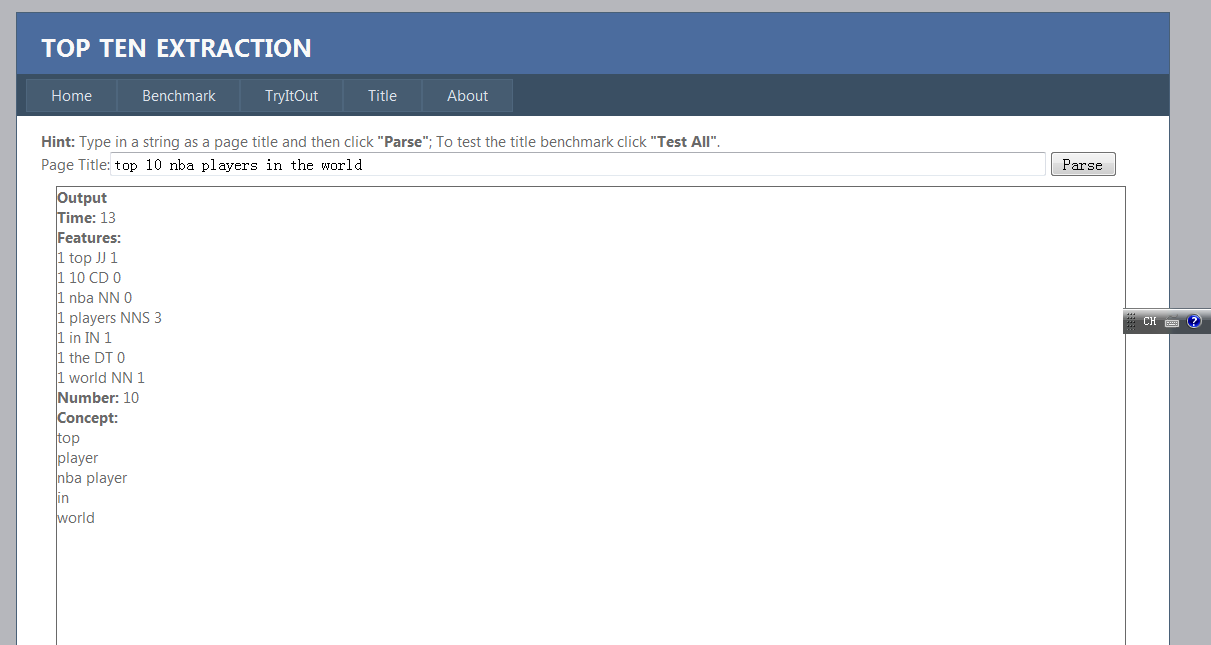 TOP TEN EXTRACTION
Home Benchmark TryItOut Title About
Hint: Type in a string as a page title and then click "Parse"; To test the title benchmark click "Test All".
Page Title: top 10 nba players in the world Parse
Output
Time: 13
Features:
1 top JJ 1
1 10 CD 0
1 nba NN 0
1 players NNS 3
1 in IN 1
1 the DT 0
1 world NN 1
Number: 10
Concept:
top
player
nba player
in
world
CH ?